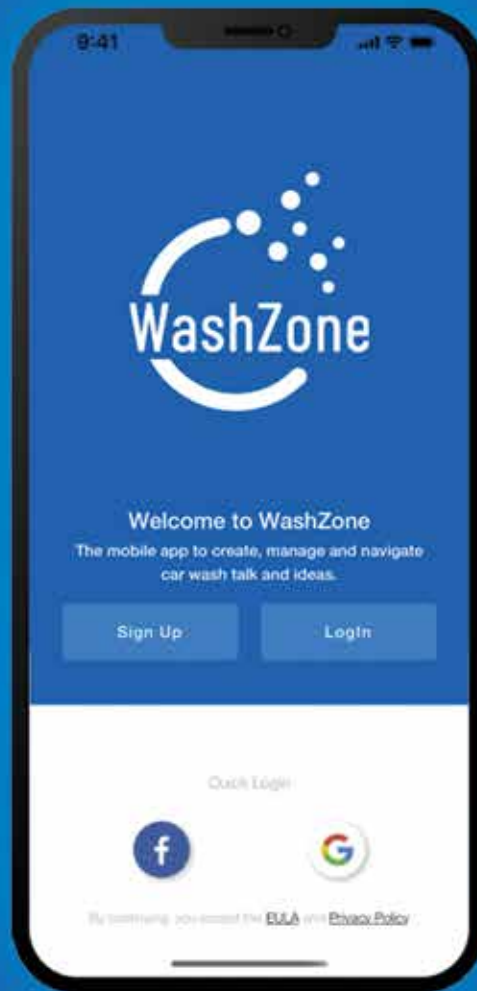 9:41
WashZone
Welcome to WashZone
The mobile app to create, manage and navigate
car wash talk and ideas.
Sign Up
LogIn
Quick Login
f
G
By continuing, you accept the EULA and Privacy Policy